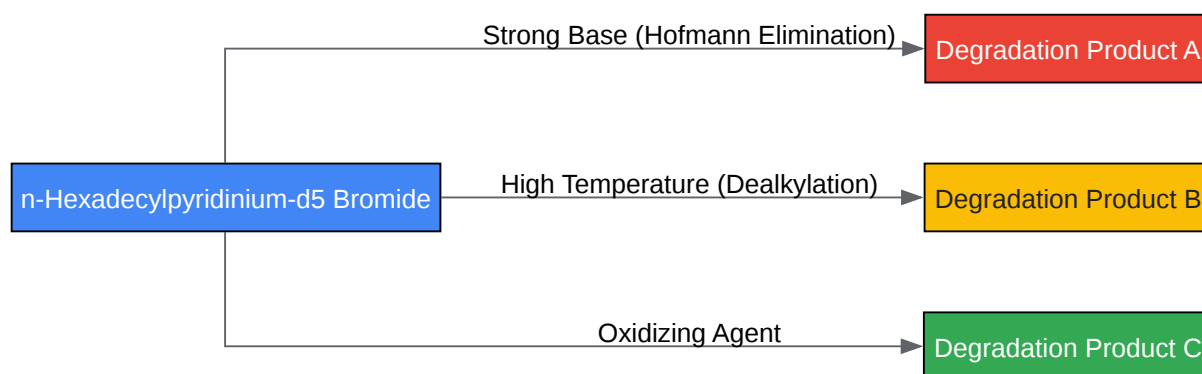 Strong Base (Hofmann Elimination)
Degradation Product A
n-Hexadecylpyridinium-d5 Bromide
High Temperature (Dealkylation)
Degradation Product B
Oxidizing Agent
Degradation Product C